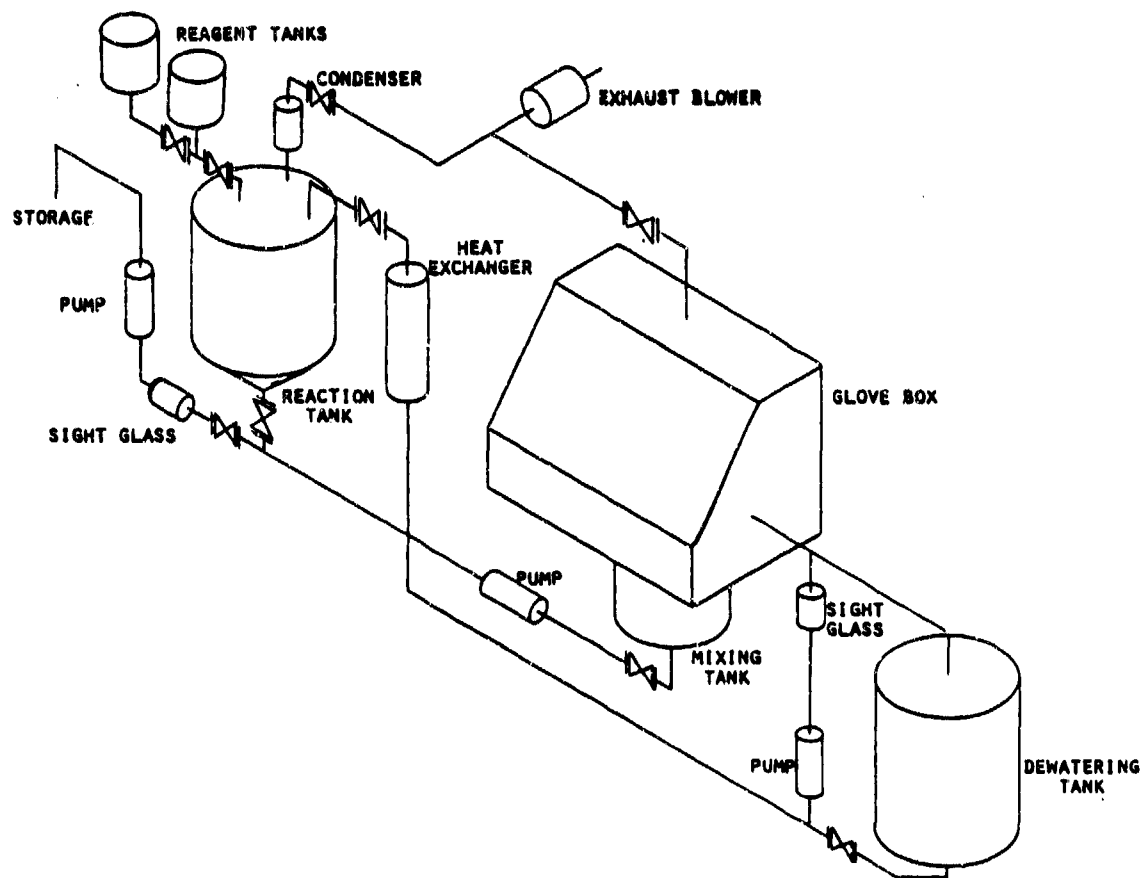 REAGENT TANKS
CONDENSER
EXHAUST BLOWER
STORAGE
HEAT
EXCHANGER
PUMP
REACTION
TANK
GLOVE BOX
SIGHT GLASS
PUMP
SIGHT
GLASS
MIXING
TANK
PUMP
DEWATERING
TANK